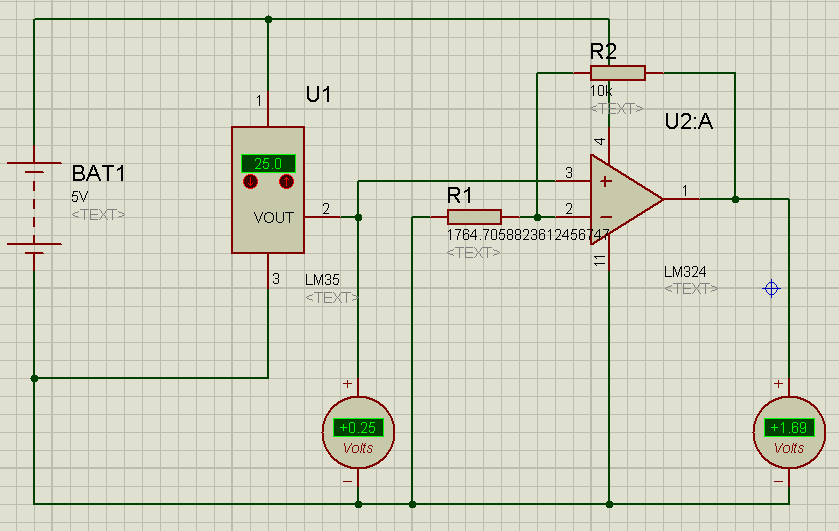 R2
10k
<TEXT>
U1
1
U2:A
4
25.0
BAT1
5V
<TEXT>
3
+
1
R1
2
VOUT
2
−
1764.705882361245674?
<TEXT>
11
3
LM35
<TEXT>
LM324
<TEXT>
+
+0.25
Volts
−
+
+1.69
Volts
−